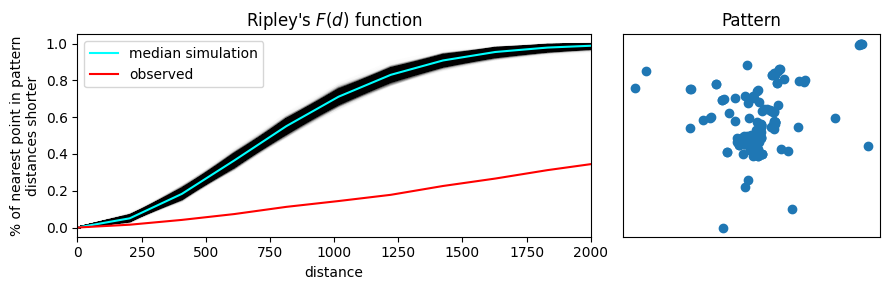 Ripley's F(d) function
% of nearest point in pattern
distances shorter
1.0
0.8
0.6
0.4
0.2
0.0
median simulation
observed
0
250
500
750
1000
1250
1500
1750
2000
distance
Pattern